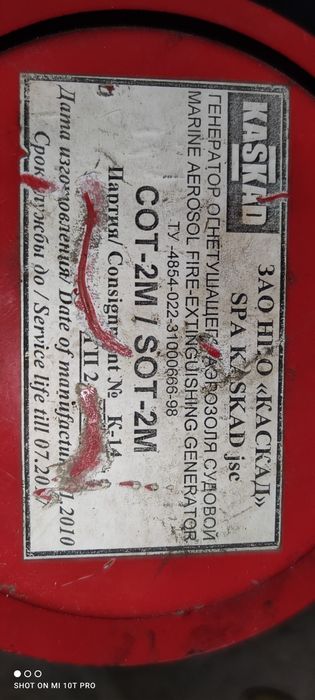 KASKAD
ЗАО НПО «КАСКАД»
SPA KASKAD jsc
ГЕНЕРАТОР ОГНЕТУШАЩЕГО АЭРОЗОЛЯ СУДОВОЙ
MARINE AEROSOL FIRE-EXTINGUISHING GENERATOR
ТУ-4854-022-31000666-98
СОТ-2М / SOT-2M
Партия/ Consignment № К-14
Дата изготовления/ Date of manufacture 2010
Срок службы до / Service life till 07.20
SHOT ON MI 10T PRO